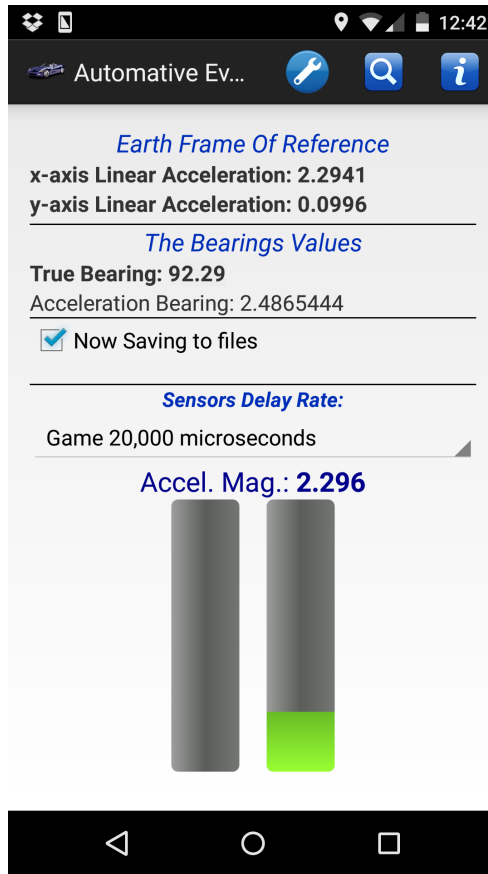 12:42
Automative Ev...
Earth Frame Of Reference
x-axis Linear Acceleration: 2.2941
y-axis Linear Acceleration: 0.0996
The Bearings Values
True Bearing: 92.29
Acceleration Bearing: 2.4865444
Now Saving to files
Sensors Delay Rate:
Game 20,000 microseconds
Accel. Mag.: 2.296